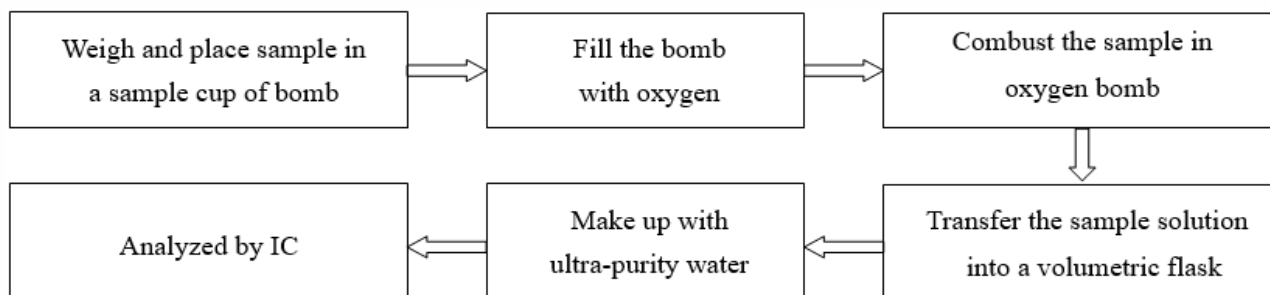 Weigh and place sample in
a sample cup of bomb
Fill the bomb
with oxygen
Combust the sample in
oxygen bomb
Transfer the sample solution
into a volumetric flask
Make up with
ultra-purity water
Analyzed by IC